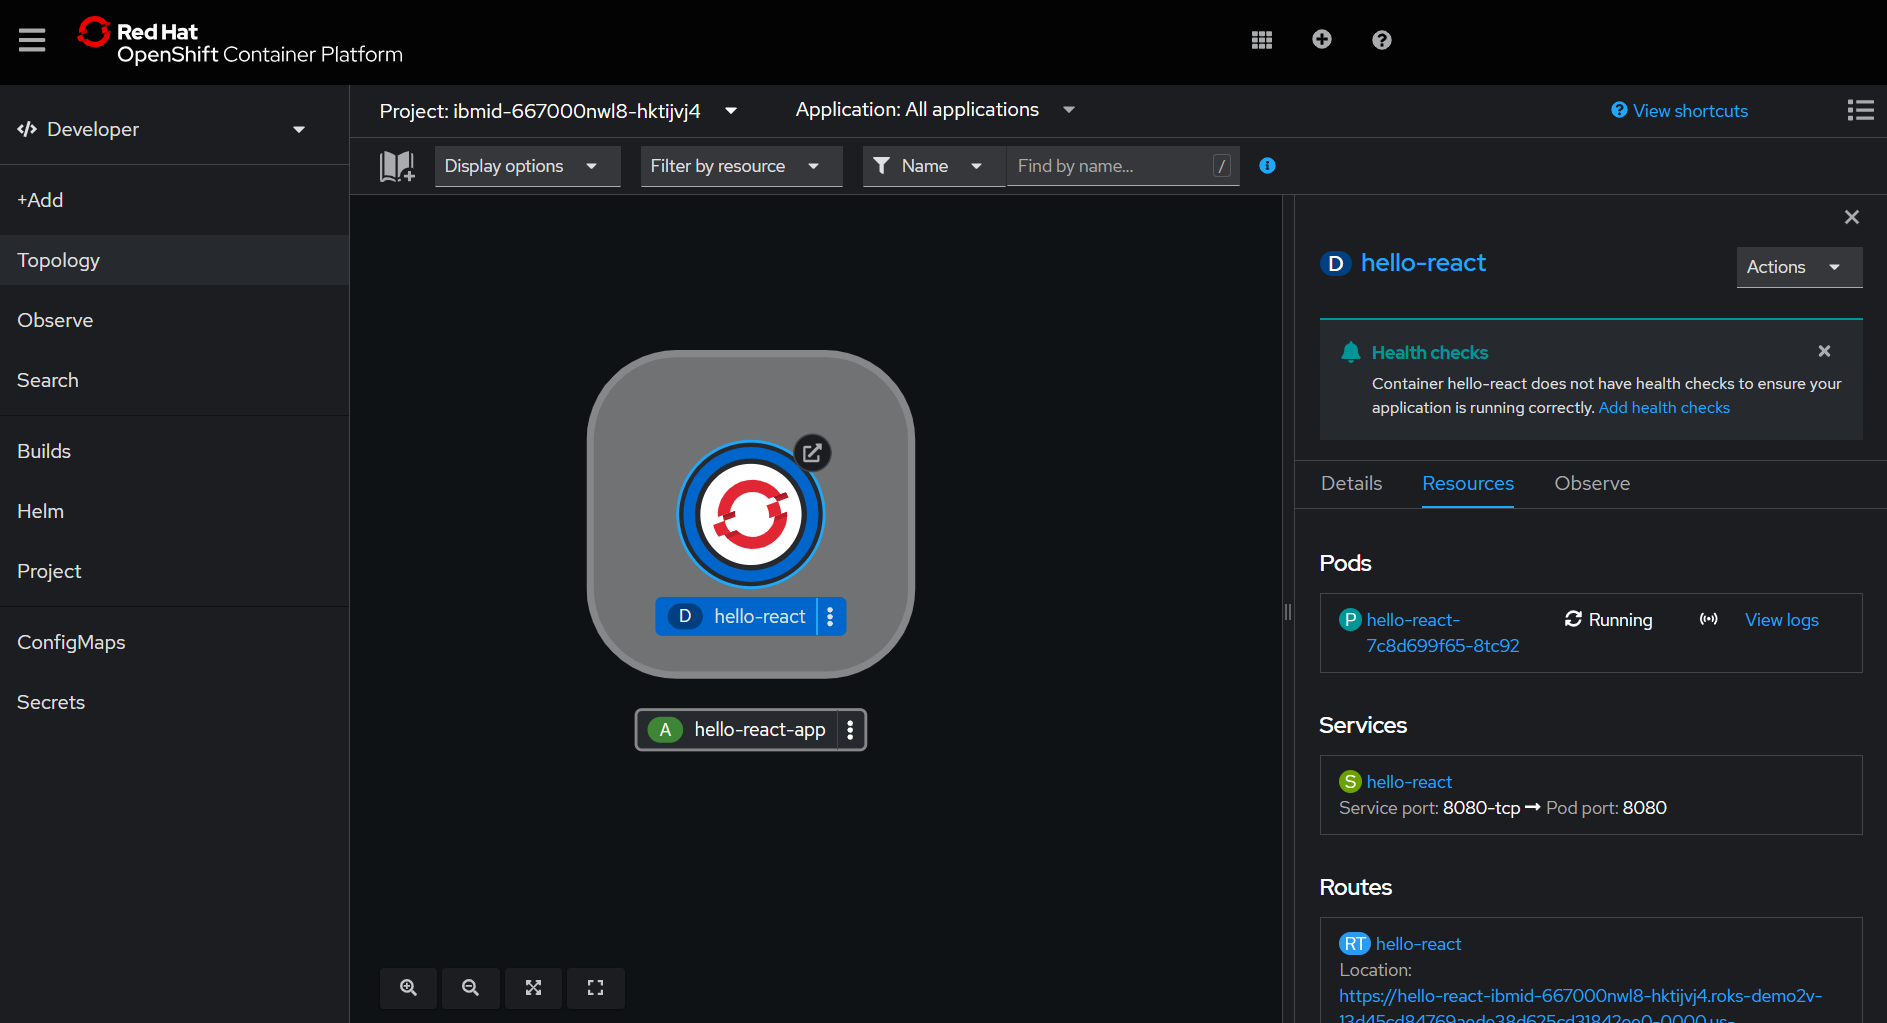 Red Hat
OpenShift Container Platform
Developer
+Add
Topology
Observe
Search
Builds
Helm
Project
ConfigMaps
Secrets
Project: ibmid-667000nwl8-hktijvj4
Application: All applications
View shortcuts
Display options
Filter by resource
Name
Find by name...
/
D hello-react
A hello-react-app
D hello-react
Actions
Health checks
Container hello-react does not have health checks to ensure your
application is running correctly. Add health checks
Details
Resources
Observe
Pods
P hello-react- Running View logs
7c8d699f65-8tc92
Services
S hello-react
Service port: 8080-tcp → Pod port: 8080
Routes
RT hello-react
Location:
https://hello-react-ibmid-667000nwl8-hktijvj4.roks-demo2v-